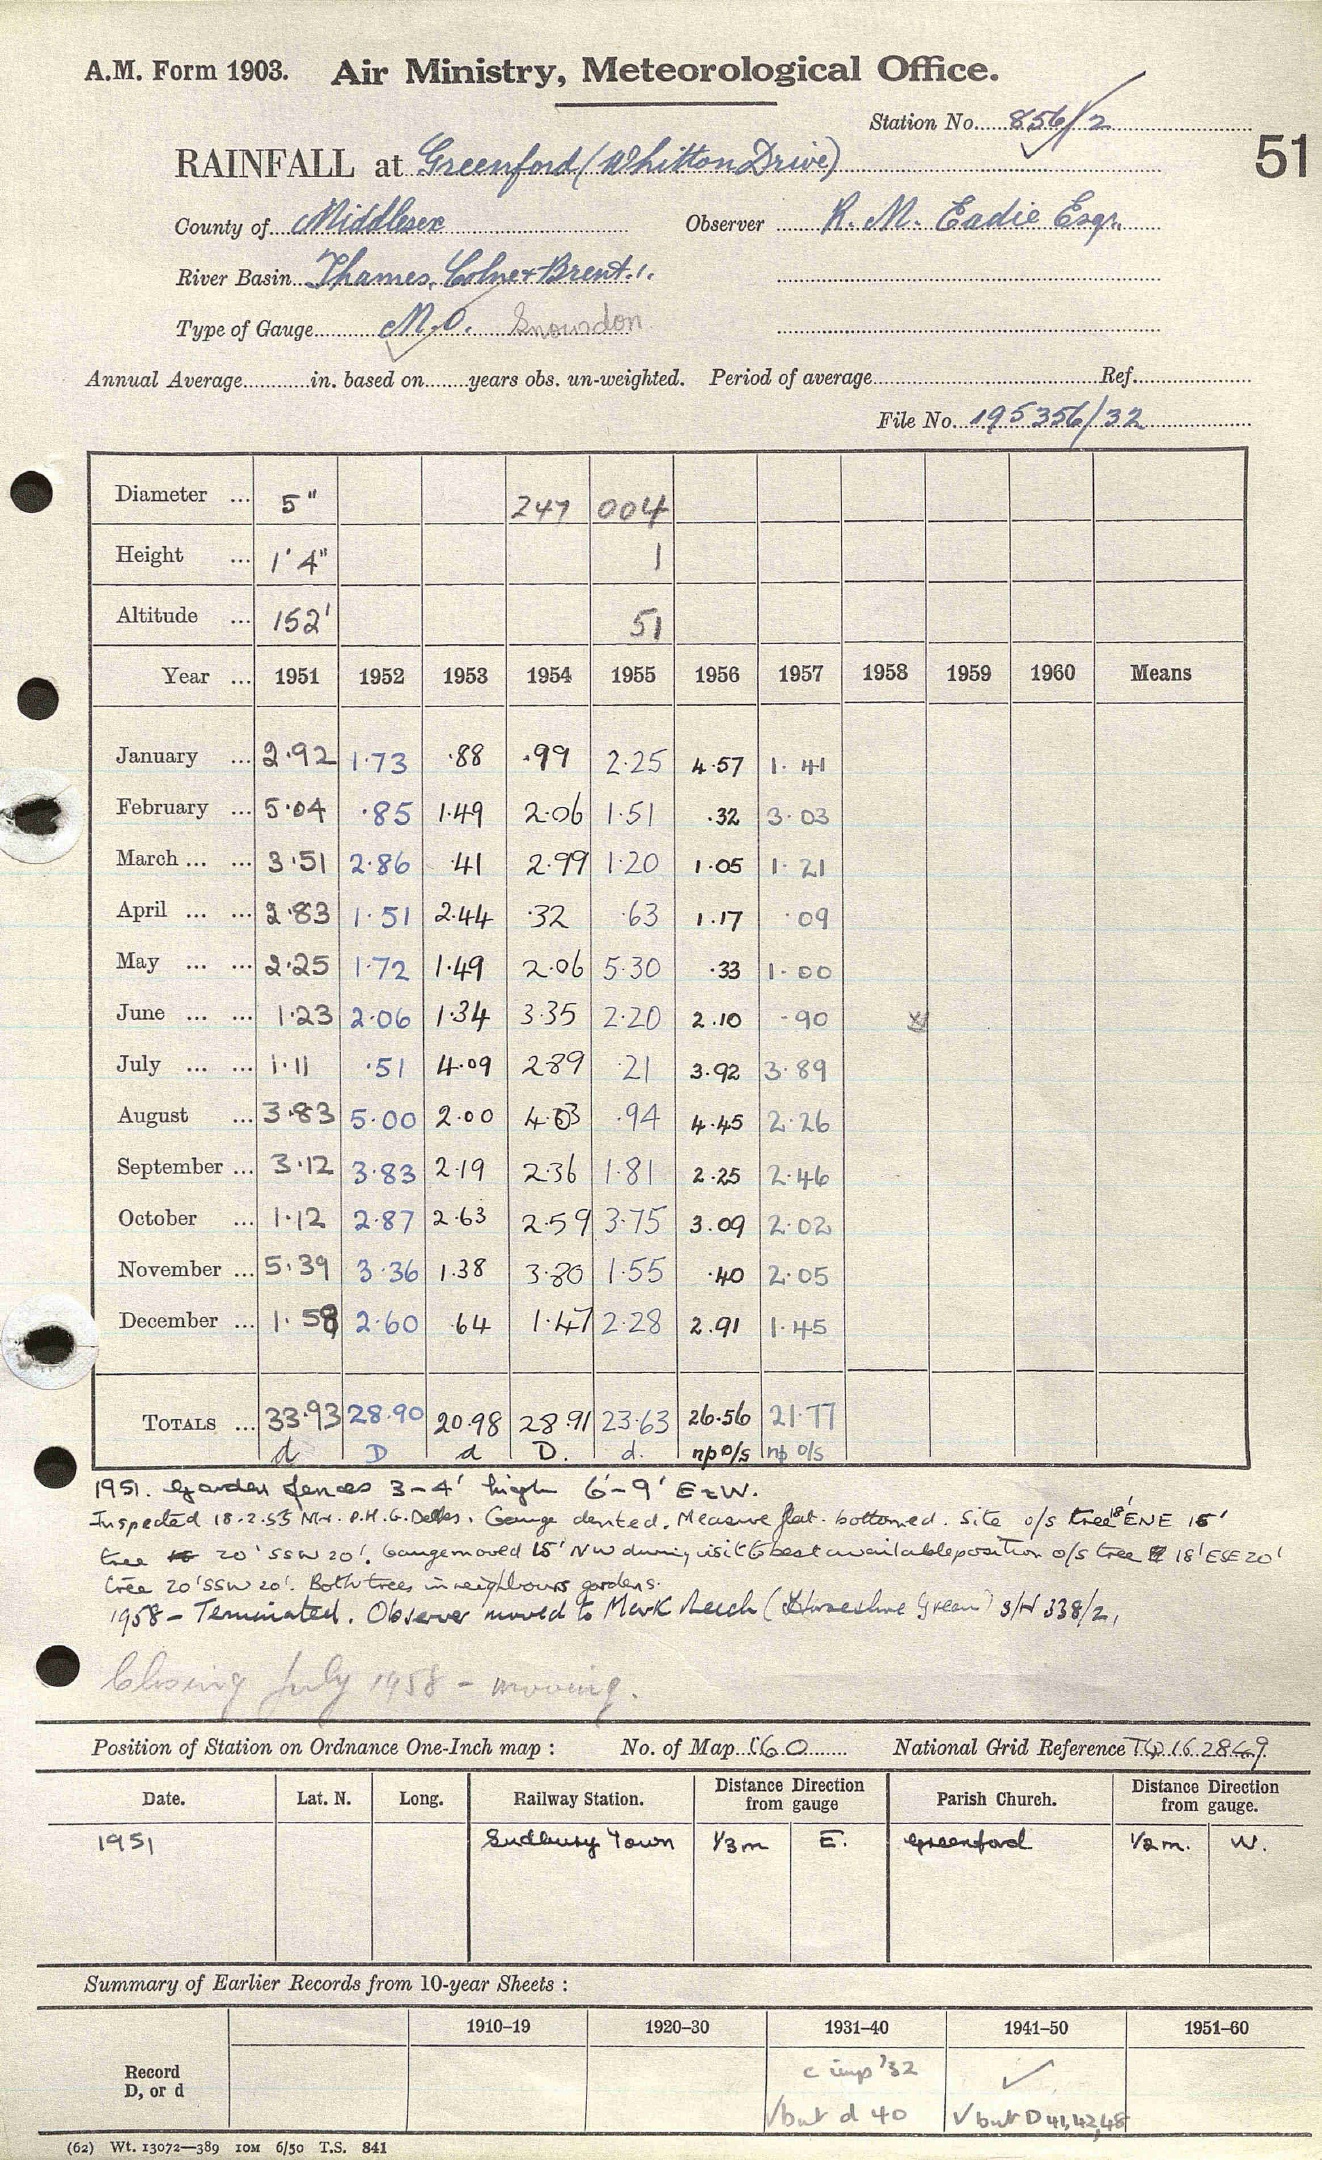 A.M. Form 1903. Air Ministry, Meteorological Office.
Station No. 856/2
51
RAINFALL at Greenford (Whitton Drive)
County of Middlesex Observer R. M. Eadie Esqr.
River Basin Thames, Colne & Brent.
Type of Gauge M.O. Snowdon
Annual Average in. based on years obs. un-weighted. Period of average Ref.
File No. 195356/32
Diameter ... 5" 247 004
Height ... 1' 4" 1
Altitude ... 152' 51
Year ... 1951 1952 1953 1954 1955 1956 1957 1958 1959 1960 Means
January ... 2.92 1.73 .88 .99 2.25 4.57 1.41
February ... 5.04 .85 1.49 2.06 1.51 .32 3.03
March ... ... 3.51 2.86 .41 2.99 1.20 1.05 1.21
April ... ... 2.83 1.51 2.44 .32 .63 1.17 .09
May ... ... 2.25 1.72 1.49 2.06 5.30 .33 1.00
June ... ... 1.23 2.06 1.34 3.35 2.20 2.10 .90
July ... ... 1.11 .51 4.09 2.89 .21 3.92 3.89
August ... 3.83 5.00 2.00 4.03 .94 4.45 2.26
September ... 3.12 3.83 2.19 2.36 1.81 2.25 2.46
October ... 1.12 2.87 2.63 2.59 3.75 3.09 2.02
November ... 5.39 3.36 1.38 3.80 1.55 .40 2.05
December ... 1.58 2.60 .64 1.47 2.28 2.91 1.45
TOTALS ... 33.93 28.90 20.98 28.91 23.63 26.56 21.77
d D d D. d. np o/s np o/s
1951. Garden fences 3-4' high 6'-9' E & W.
Inspected 18.2.55 Mr. P.H.G. Gauge dented. Measure flat bottomed. Site o/s tree 18' ENE 15'
tree 20' SSW 20'. Gauge moved 15' NW during visit to best available position o/s tree 18' ESE 20'
tree 20' SSW 20'. Both trees in neighbours gardens.
1958 - Terminated. Observer moved to Mark Beech (Horseshoe Green) S/N 338/2,
Closing July 1958 - moving.
Position of Station on Ordnance One-Inch map : No. of Map 160 National Grid Reference TQ 162849
Date. Lat. N. Long. Railway Station. Distance Direction from gauge Parish Church. Distance Direction from gauge.
1951 Sudbury Town 1/3 m E. Greenford 1/2 m. W.
Summary of Earlier Records from 10-year Sheets :
1910–19 1920–30 1931–40 1941–50 1951–60
Record D, or d
c imp '32 ✓
✓ but d 40 ✓ but D 41, 42, 48
(62) Wt. 13072—389 10M 6/50 T.S. 841